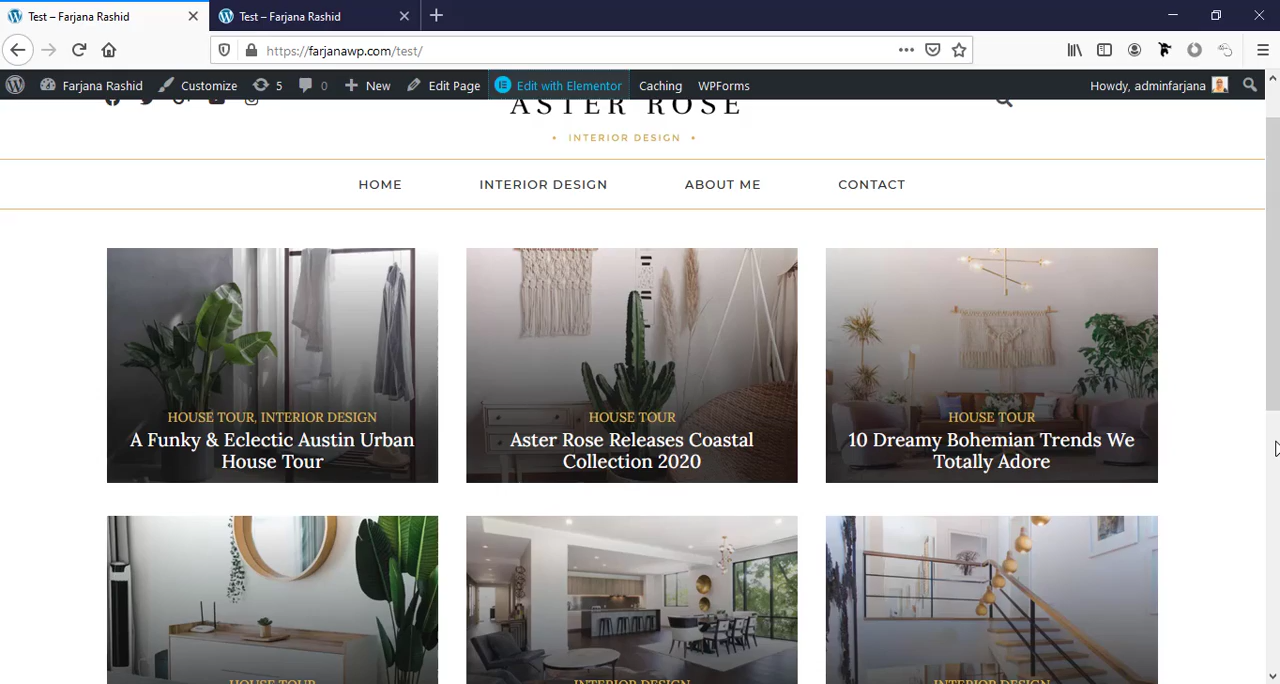 Test – Farjana Rashid
Test – Farjana Rashid
https://farjanawp.com/test/
Farjana Rashid Customize 5 0 New Edit Page Edit with Elementor Caching WPForms Howdy, adminfarjana
ASTER ROSE
• INTERIOR DESIGN •
HOME INTERIOR DESIGN ABOUT ME CONTACT
HOUSE TOUR, INTERIOR DESIGN
A Funky & Eclectic Austin Urban
House Tour
HOUSE TOUR
Aster Rose Releases Coastal
Collection 2020
HOUSE TOUR
10 Dreamy Bohemian Trends We
Totally Adore
HOUSE TOUR
INTERIOR DESIGN
INTERIOR DESIGN